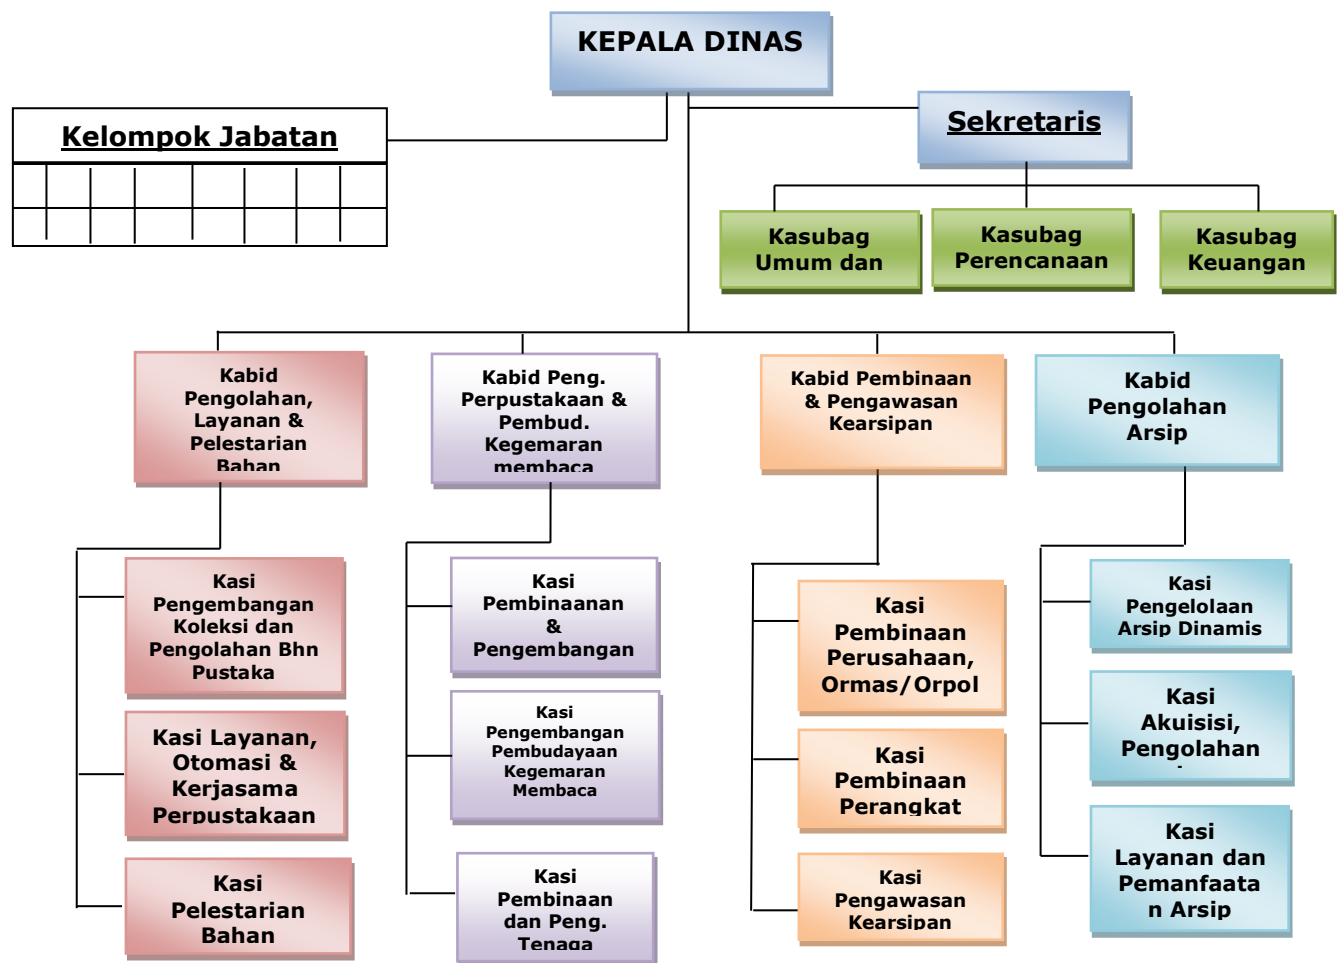 KEPALA DINAS
Kelompok Jabatan
Sekretaris
Kasubag
Umum dan
Kasubag
Perencanaan
Kasubag
Keuangan
Kabid
Pengolahan,
Layanan &
Pelestarian
Bahan
Kabid Peng.
Perpustakaan &
Pembud.
Kegemaran
membaca
Kabid Pembinaan
& Pengawasan
Kearsipan
Kabid
Pengolahan
Arsip
Kasi
Pengembangan
Koleksi dan
Pengolahan Bhn
Pustaka
Kasi Layanan,
Otomasi &
Kerjasama
Perpustakaan
Kasi
Pelestarian
Bahan
Kasi
Pembinaanan
&
Pengembangan
Kasi
Pengembangan
Pembudayaan
Kegemaran
Membaca
Kasi
Pembinaan
dan Peng.
Tenaga
Kasi
Pembinaan
Perusahaan,
Ormas/Orpol
Kasi
Pembinaan
Perangkat
Kasi
Pengawasan
Kearsipan
Kasi
Pengelolaan
Arsip Dinamis
Kasi
Akuisisi,
Pengolahan
Kasi
Layanan dan
Pemanfaata
n Arsip